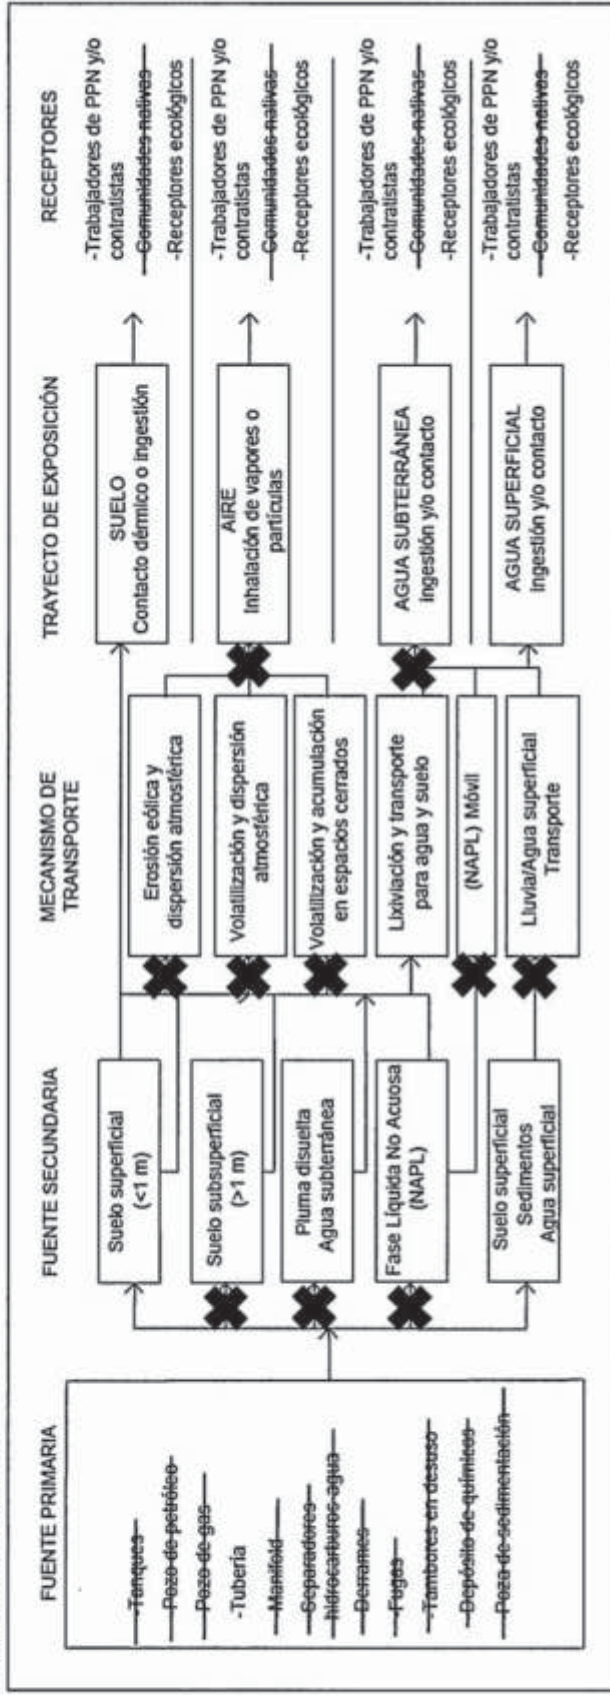 FUENTE PRIMARIA
-Tanques
-Pozo de petróleo
-Pozo de gas
-Tubería
-Manifold
-Separadores
hidrocarburos agua
-Derrames
-Fugas
-Tambores en desuso
-Depósito de químicos
-Poza de sedimentación
FUENTE SECUNDARIA
Suelo superficial
(<1 m)
Suelo subsuperficial
(>1 m)
Pluma disuelta
Agua subterránea
Fase Líquida No Acuosa
(NAPL)
Suelo superficial
Sedimentos
Agua superficial
MECANISMO DE
TRANSPORTE
Erosión eólica y
dispersión atmosférica
Volatilización y dispersión
atmosférica
Volatilización y acumulación
en espacios cerrados
Lixiviación y transporte
para agua y suelo
(NAPL) Móvil
Lluvia/Agua superficial
Transporte
TRAYECTO DE EXPOSICIÓN
SUELO
Contacto dérmico o ingestión
AIRE
Inhalación de vapores o
partículas
AGUA SUBTERRÁNEA
Ingestión y/o contacto
AGUA SUPERFICIAL
Ingestión y/o contacto
RECEPTORES
-Trabajadores de PPN y/o
contratistas
-Comunidades nativas
-Receptores ecológicos
-Trabajadores de PPN y/o
contratistas
-Comunidades nativas
-Receptores ecológicos
-Trabajadores de PPN y/o
contratistas
-Comunidades nativas
-Receptores ecológicos
-Trabajadores de PPN y/o
contratistas
-Comunidades nativas
-Receptores ecológicos